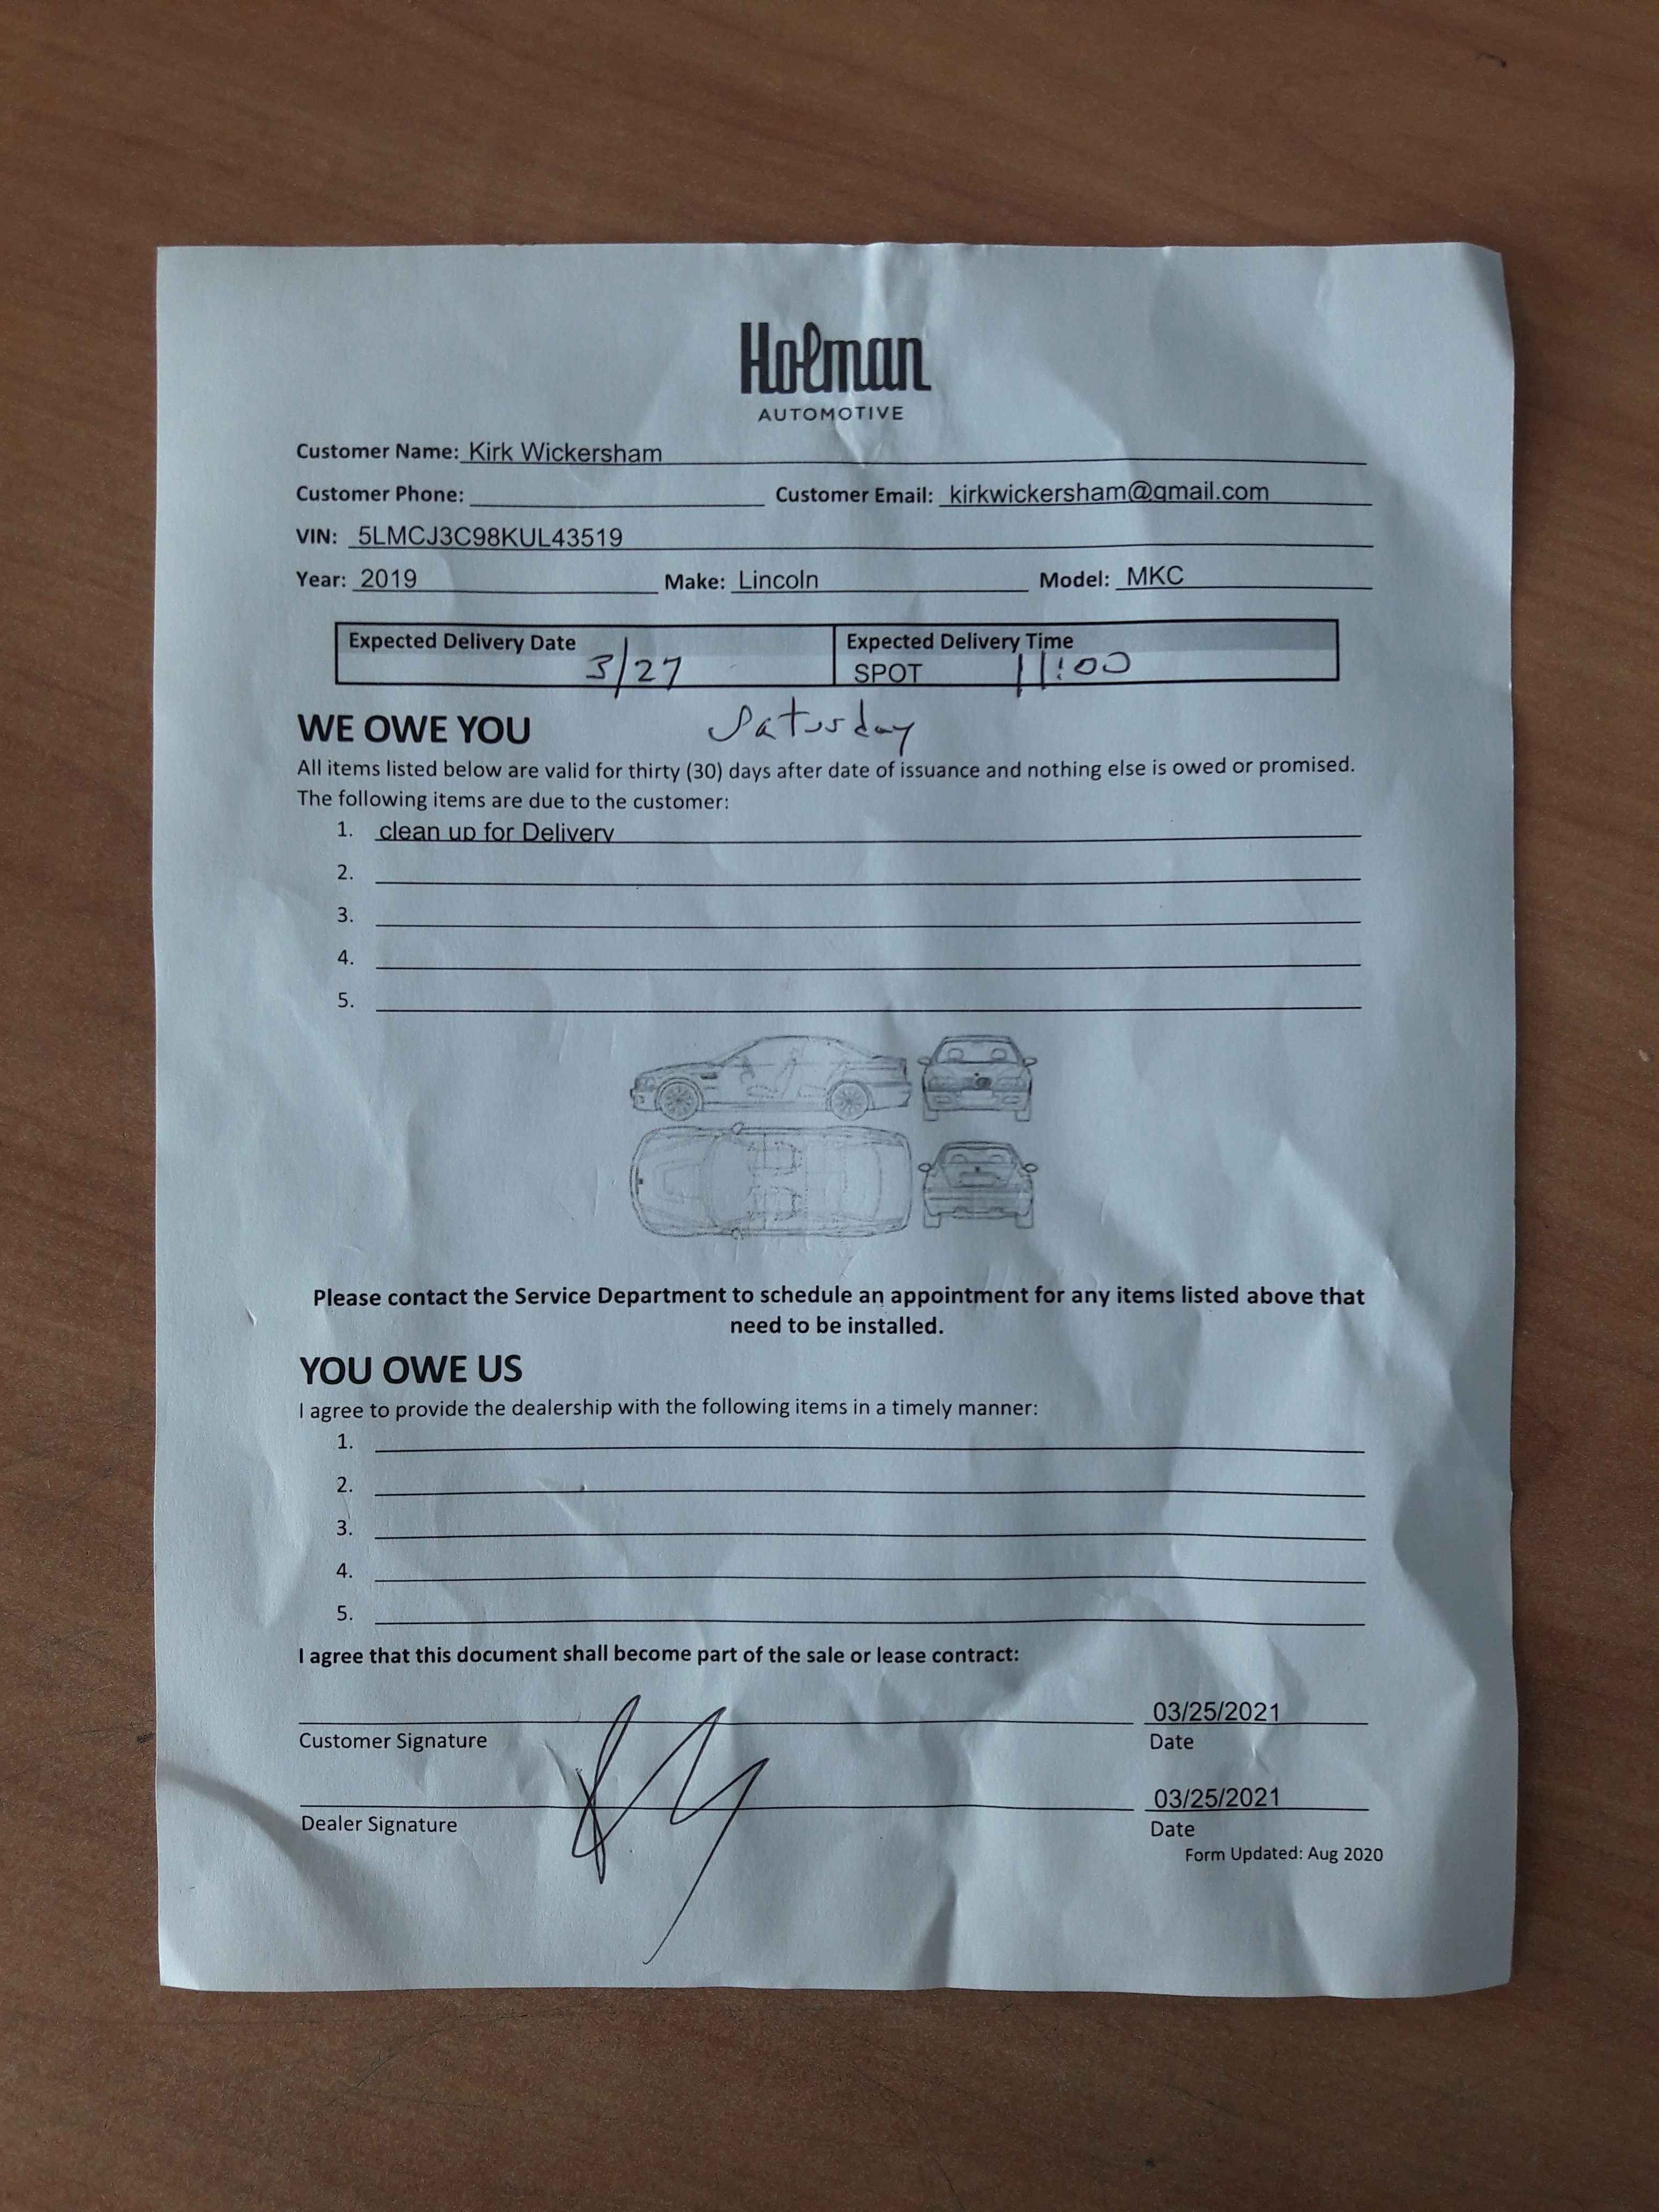 Holman
AUTOMOTIVE
Customer Name: Kirk Wickersham
Customer Phone: Customer Email: kirkwickersham@gmail.com
VIN: 5LMCJ3C98KUL43519
Year: 2019 Make: Lincoln Model: MKC
Expected Delivery Date Expected Delivery Time
3/27 SPOT 11:00
WE OWE YOU Saturday
All items listed below are valid for thirty (30) days after date of issuance and nothing else is owed or promised.
The following items are due to the customer:
1. clean up for Delivery
2.
3.
4.
5.
Please contact the Service Department to schedule an appointment for any items listed above that
need to be installed.
YOU OWE US
I agree to provide the dealership with the following items in a timely manner:
1.
2.
3.
4.
5.
I agree that this document shall become part of the sale or lease contract:
03/25/2021
Customer Signature Date
03/25/2021
Dealer Signature Date
Form Updated: Aug 2020